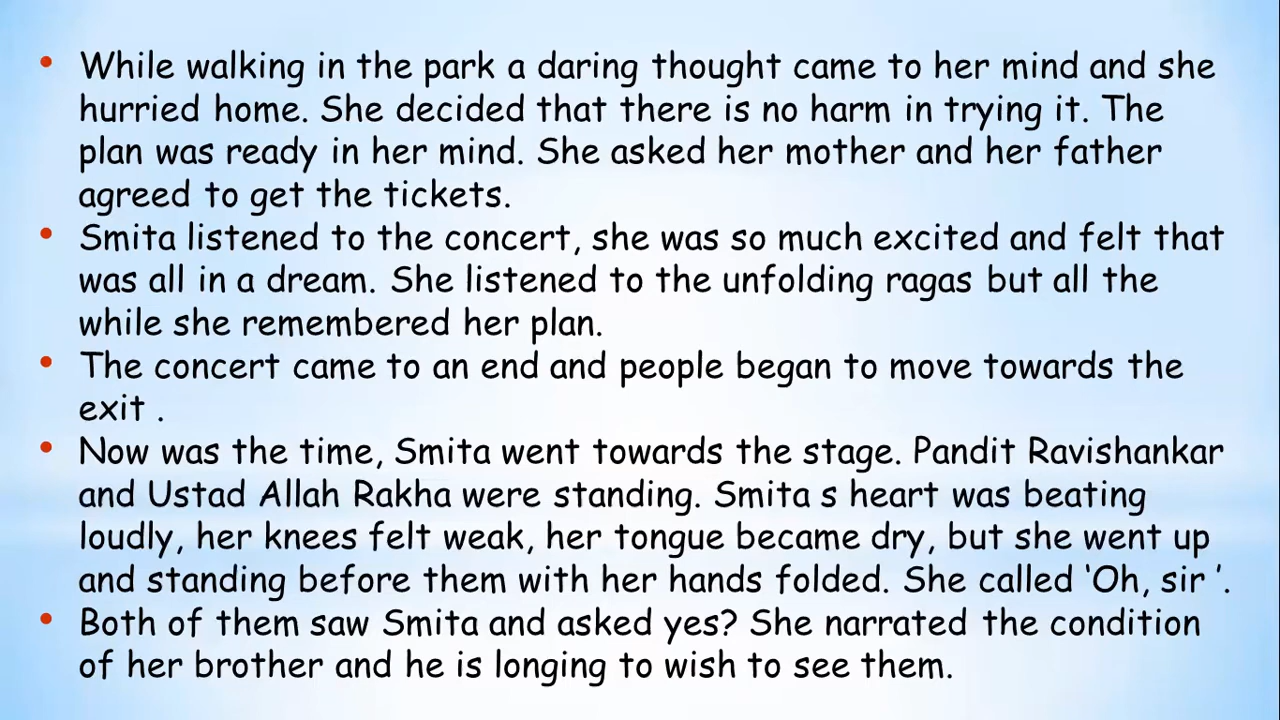 • While walking in the park a daring thought came to her mind and she
hurried home. She decided that there is no harm in trying it. The
plan was ready in her mind. She asked her mother and her father
agreed to get the tickets.
• Smita listened to the concert, she was so much excited and felt that
was all in a dream. She listened to the unfolding ragas but all the
while she remembered her plan.
• The concert came to an end and people began to move towards the
exit .
• Now was the time, Smita went towards the stage. Pandit Ravishankar
and Ustad Allah Rakha were standing. Smita s heart was beating
loudly, her knees felt weak, her tongue became dry, but she went up
and standing before them with her hands folded. She called ‘Oh, sir ’.
• Both of them saw Smita and asked yes? She narrated the condition
of her brother and he is longing to wish to see them.